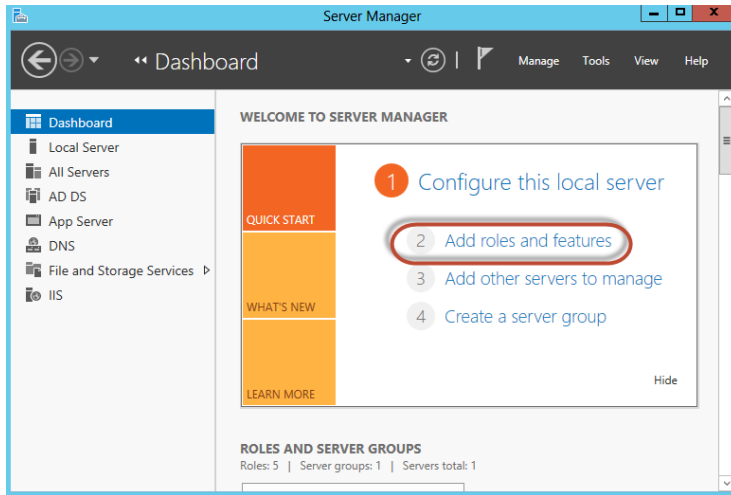 Server Manager
Dashboard
Manage Tools View Help
Dashboard
Local Server
All Servers
AD DS
App Server
DNS
File and Storage Services
IIS
WELCOME TO SERVER MANAGER
QUICK START
WHAT'S NEW
LEARN MORE
1 Configure this local server
2 Add roles and features
3 Add other servers to manage
4 Create a server group
Hide
ROLES AND SERVER GROUPS
Roles: 5 | Server groups: 1 | Servers total: 1